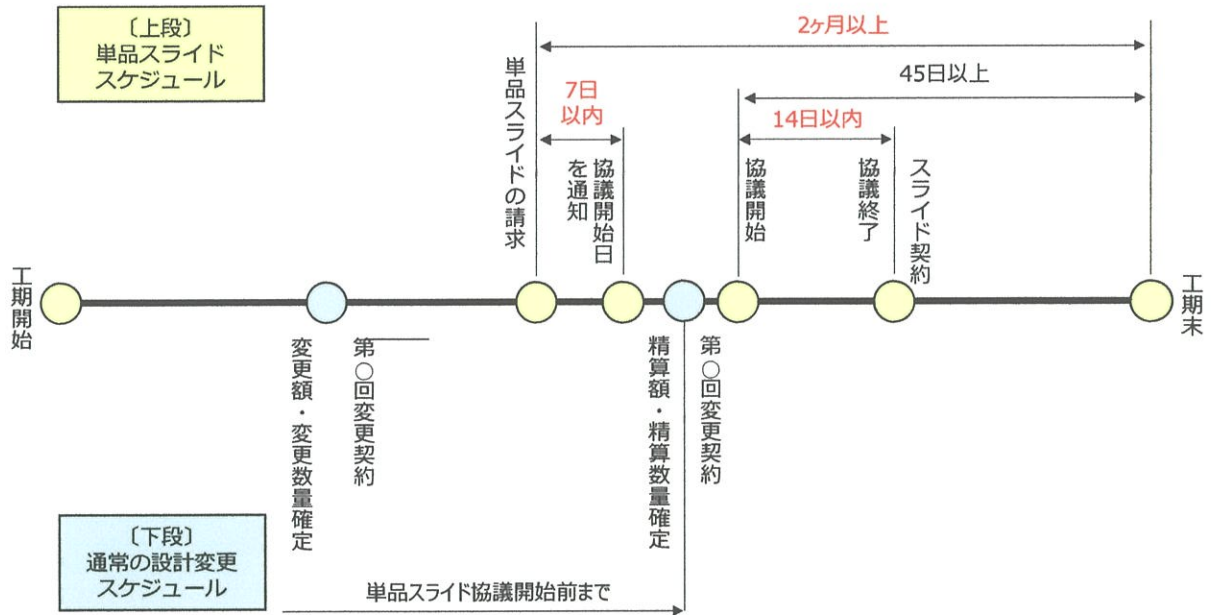 〔上段〕
単品スライド
スケジュール
2ヶ月以上
45日以上
7日
以内
14日以内
単品スライドの請求
協議開始日
を通知
協議開始
協議終了
スライド契約
工期開始
工期末
変更額・変更数量確定
第〇回変更契約
精算額・精算数量確定
第〇回変更契約
〔下段〕
通常の設計変更
スケジュール
単品スライド協議開始前まで